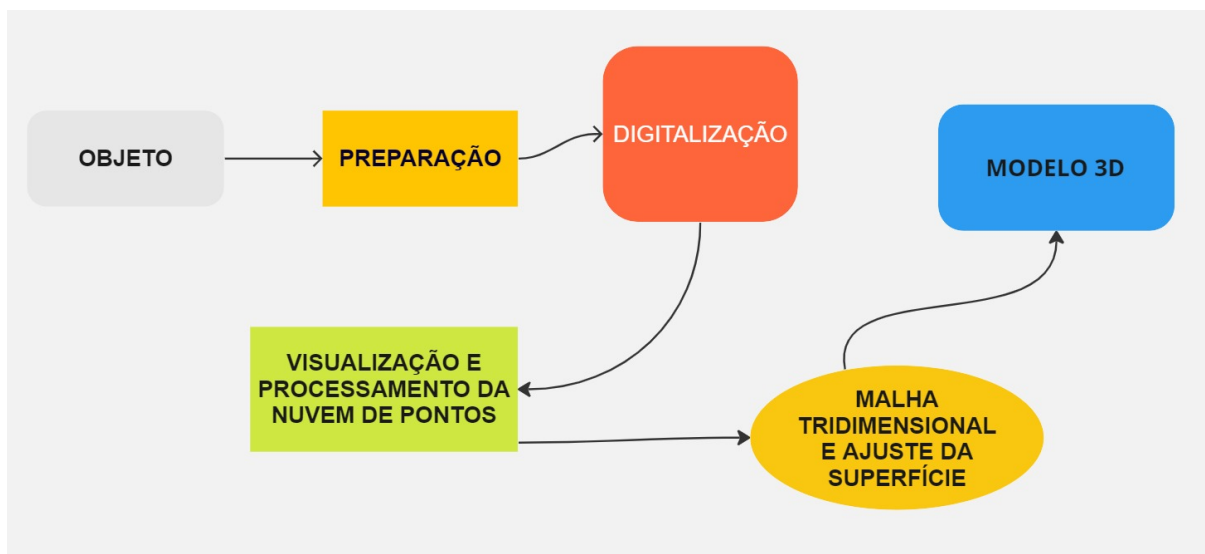 OBJETO
PREPARAÇÃO
DIGITALIZAÇÃO
VISUALIZAÇÃO E
PROCESSAMENTO DA
NUVEM DE PONTOS
MALHA
TRIDIMENSIONAL
E AJUSTE DA
SUPERFÍCIE
MODELO 3D